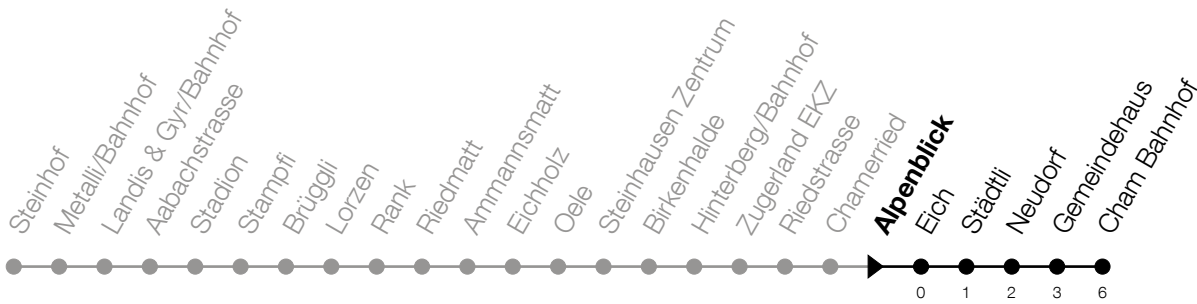 Steinhof
Metalli/Bahnhof
Landis & Gyr/Bahnhof
Aabachstrasse
Stadion
Stampfi
Brüggli
Lorzen
Rank
Riedmatt
Ammannsmatt
Eichholz
Oele
Steinhausen Zentrum
Birkenhalde
Hinterberg/Bahnhof
Zugerland EKZ
Riedstrasse
Chamerried
Alpenblick
Eich
Städtli
Neudorf
Gemeindehaus
Cham Bahnhof
0 1 2 3 6